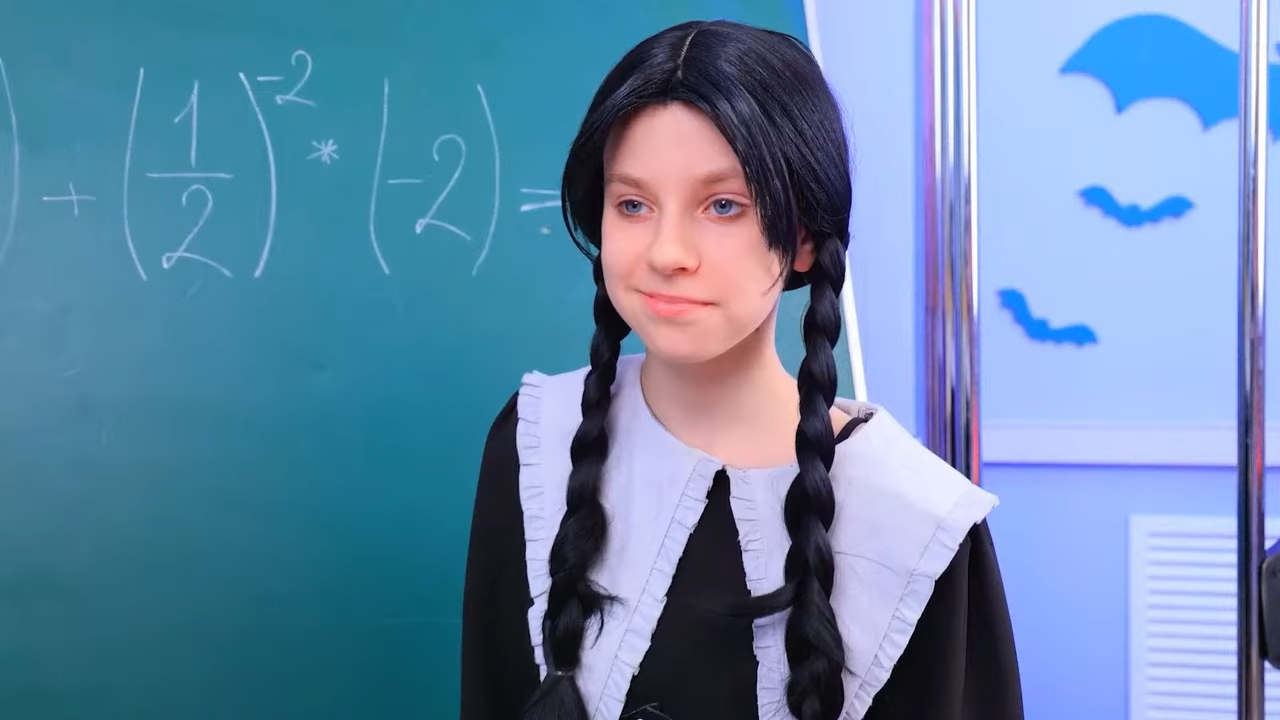 ) + (1/2)^-2 * (-2) =